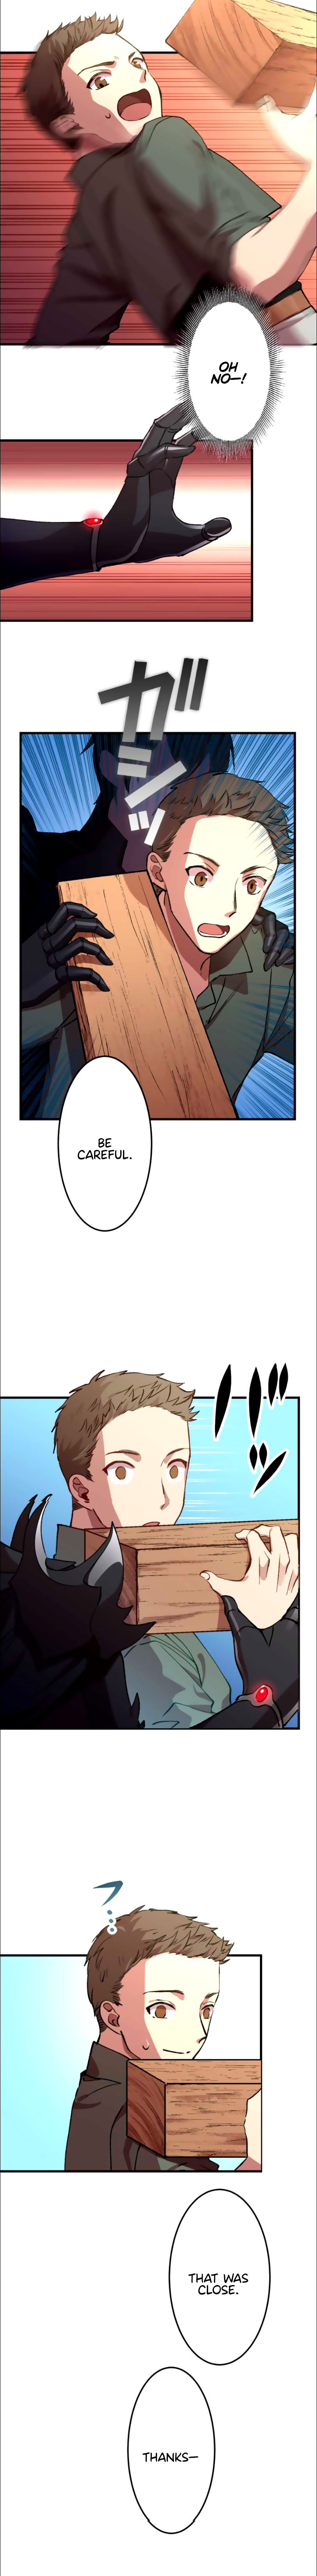 OH
NO—!
ガシッ
BE
CAREFUL.
THAT WAS
CLOSE.
THANKS—